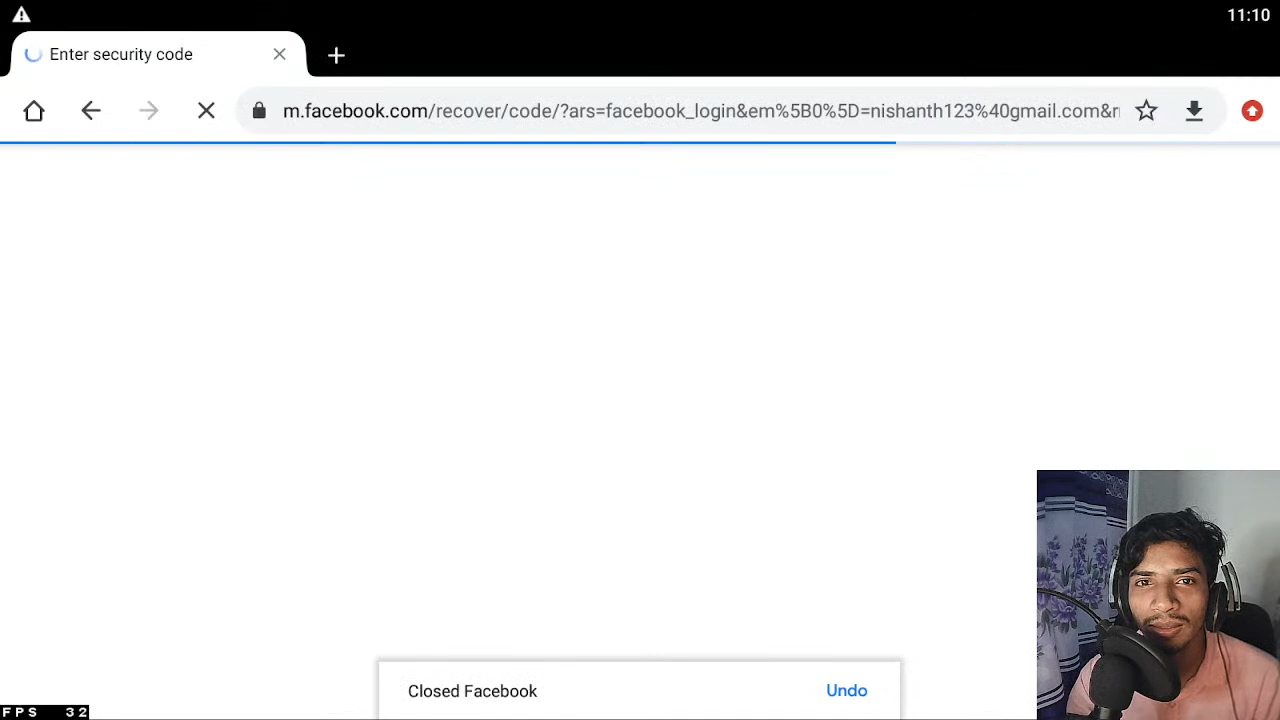 11:10
Enter security code
m.facebook.com/recover/code/?ars=facebook_login&em%5B0%5D=nishanth123%40gmail.com&r
Closed Facebook
Undo
FPS 32